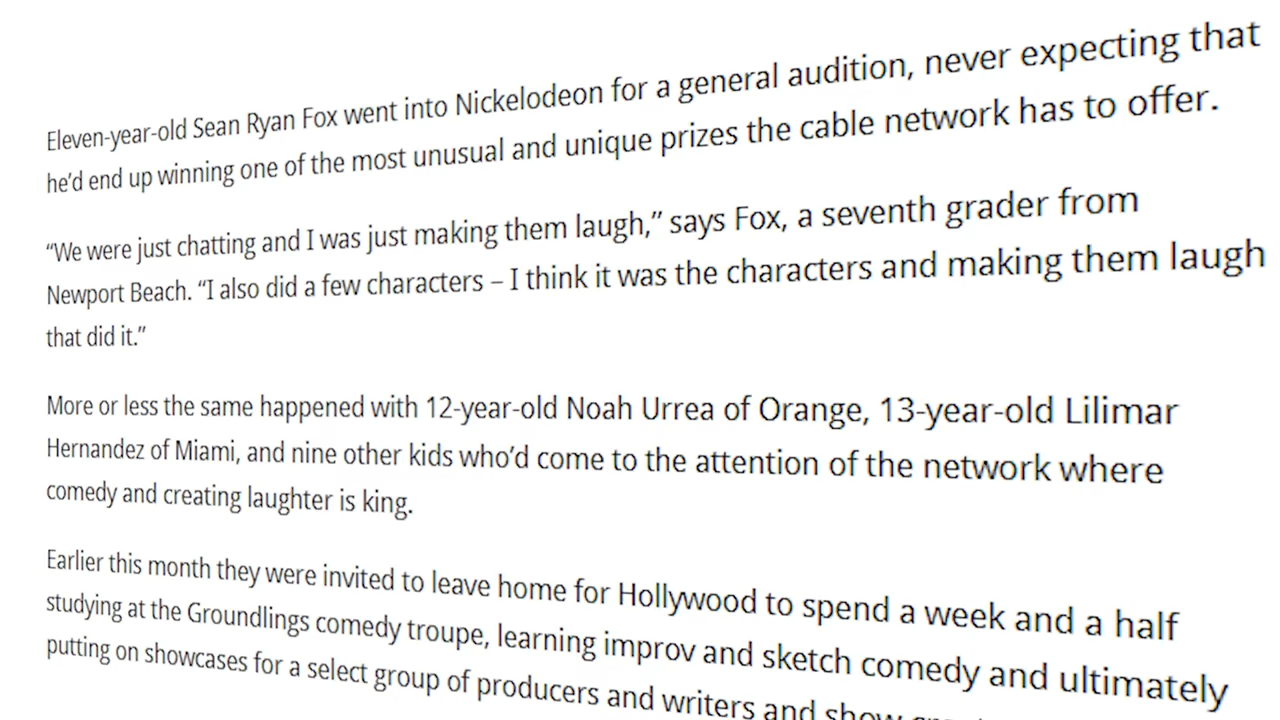 Eleven-year-old Sean Ryan Fox went into Nickelodeon for a general audition, never expecting that
he’d end up winning one of the most unusual and unique prizes the cable network has to offer.
“We were just chatting and I was just making them laugh,” says Fox, a seventh grader from
Newport Beach. “I also did a few characters – I think it was the characters and making them laugh
that did it.”
More or less the same happened with 12-year-old Noah Urrea of Orange, 13-year-old Lilimar
Hernandez of Miami, and nine other kids who’d come to the attention of the network where
comedy and creating laughter is king.
Earlier this month they were invited to leave home for Hollywood to spend a week and a half
studying at the Groundlings comedy troupe, learning improv and sketch comedy and ultimately
putting on showcases for a select group of producers and writers and show